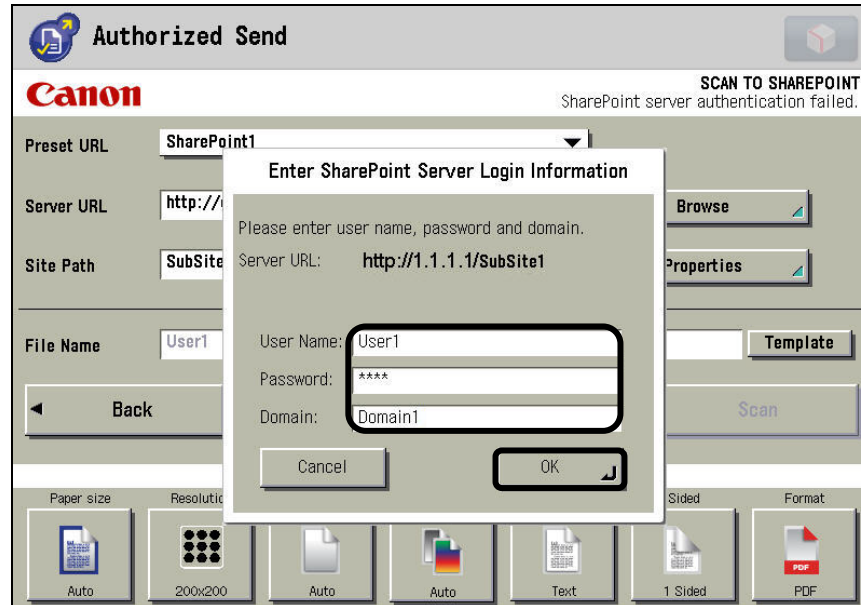 Authorized Send
Canon
SCAN TO SHAREPOINT
SharePoint server authentication failed.
Preset URL
SharePoint1
Enter SharePoint Server Login Information
Server URL
http://
Browse
Please enter user name, password and domain.
Site Path
SubSite
Server URL:
http://1.1.1.1/SubSite1
Properties
File Name
User1
User Name:
User1
Template
Password:
****
Back
Domain:
Domain1
Scan
Cancel
OK
Paper size
Resolutio
Sided
Format
Auto
200x200
Auto
Auto
Text
1 Sided
PDF
PDF